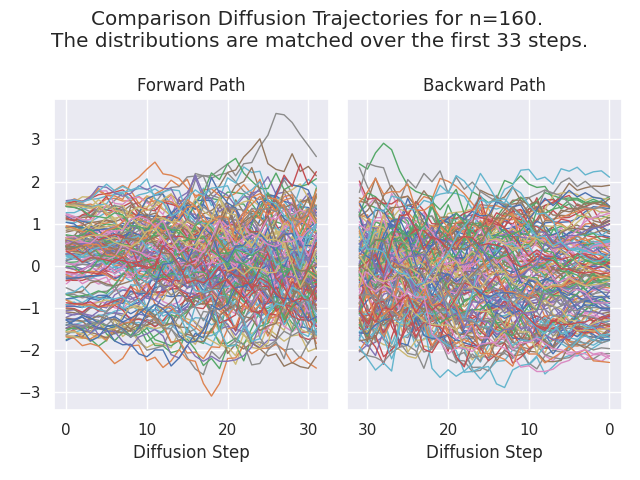 Comparison Diffusion Trajectories for n=160.
The distributions are matched over the first 33 steps.
Forward Path
Backward Path
3
2
1
0
−1
−2
−3
0 10 20 30
30 20 10 0
Diffusion Step
Diffusion Step